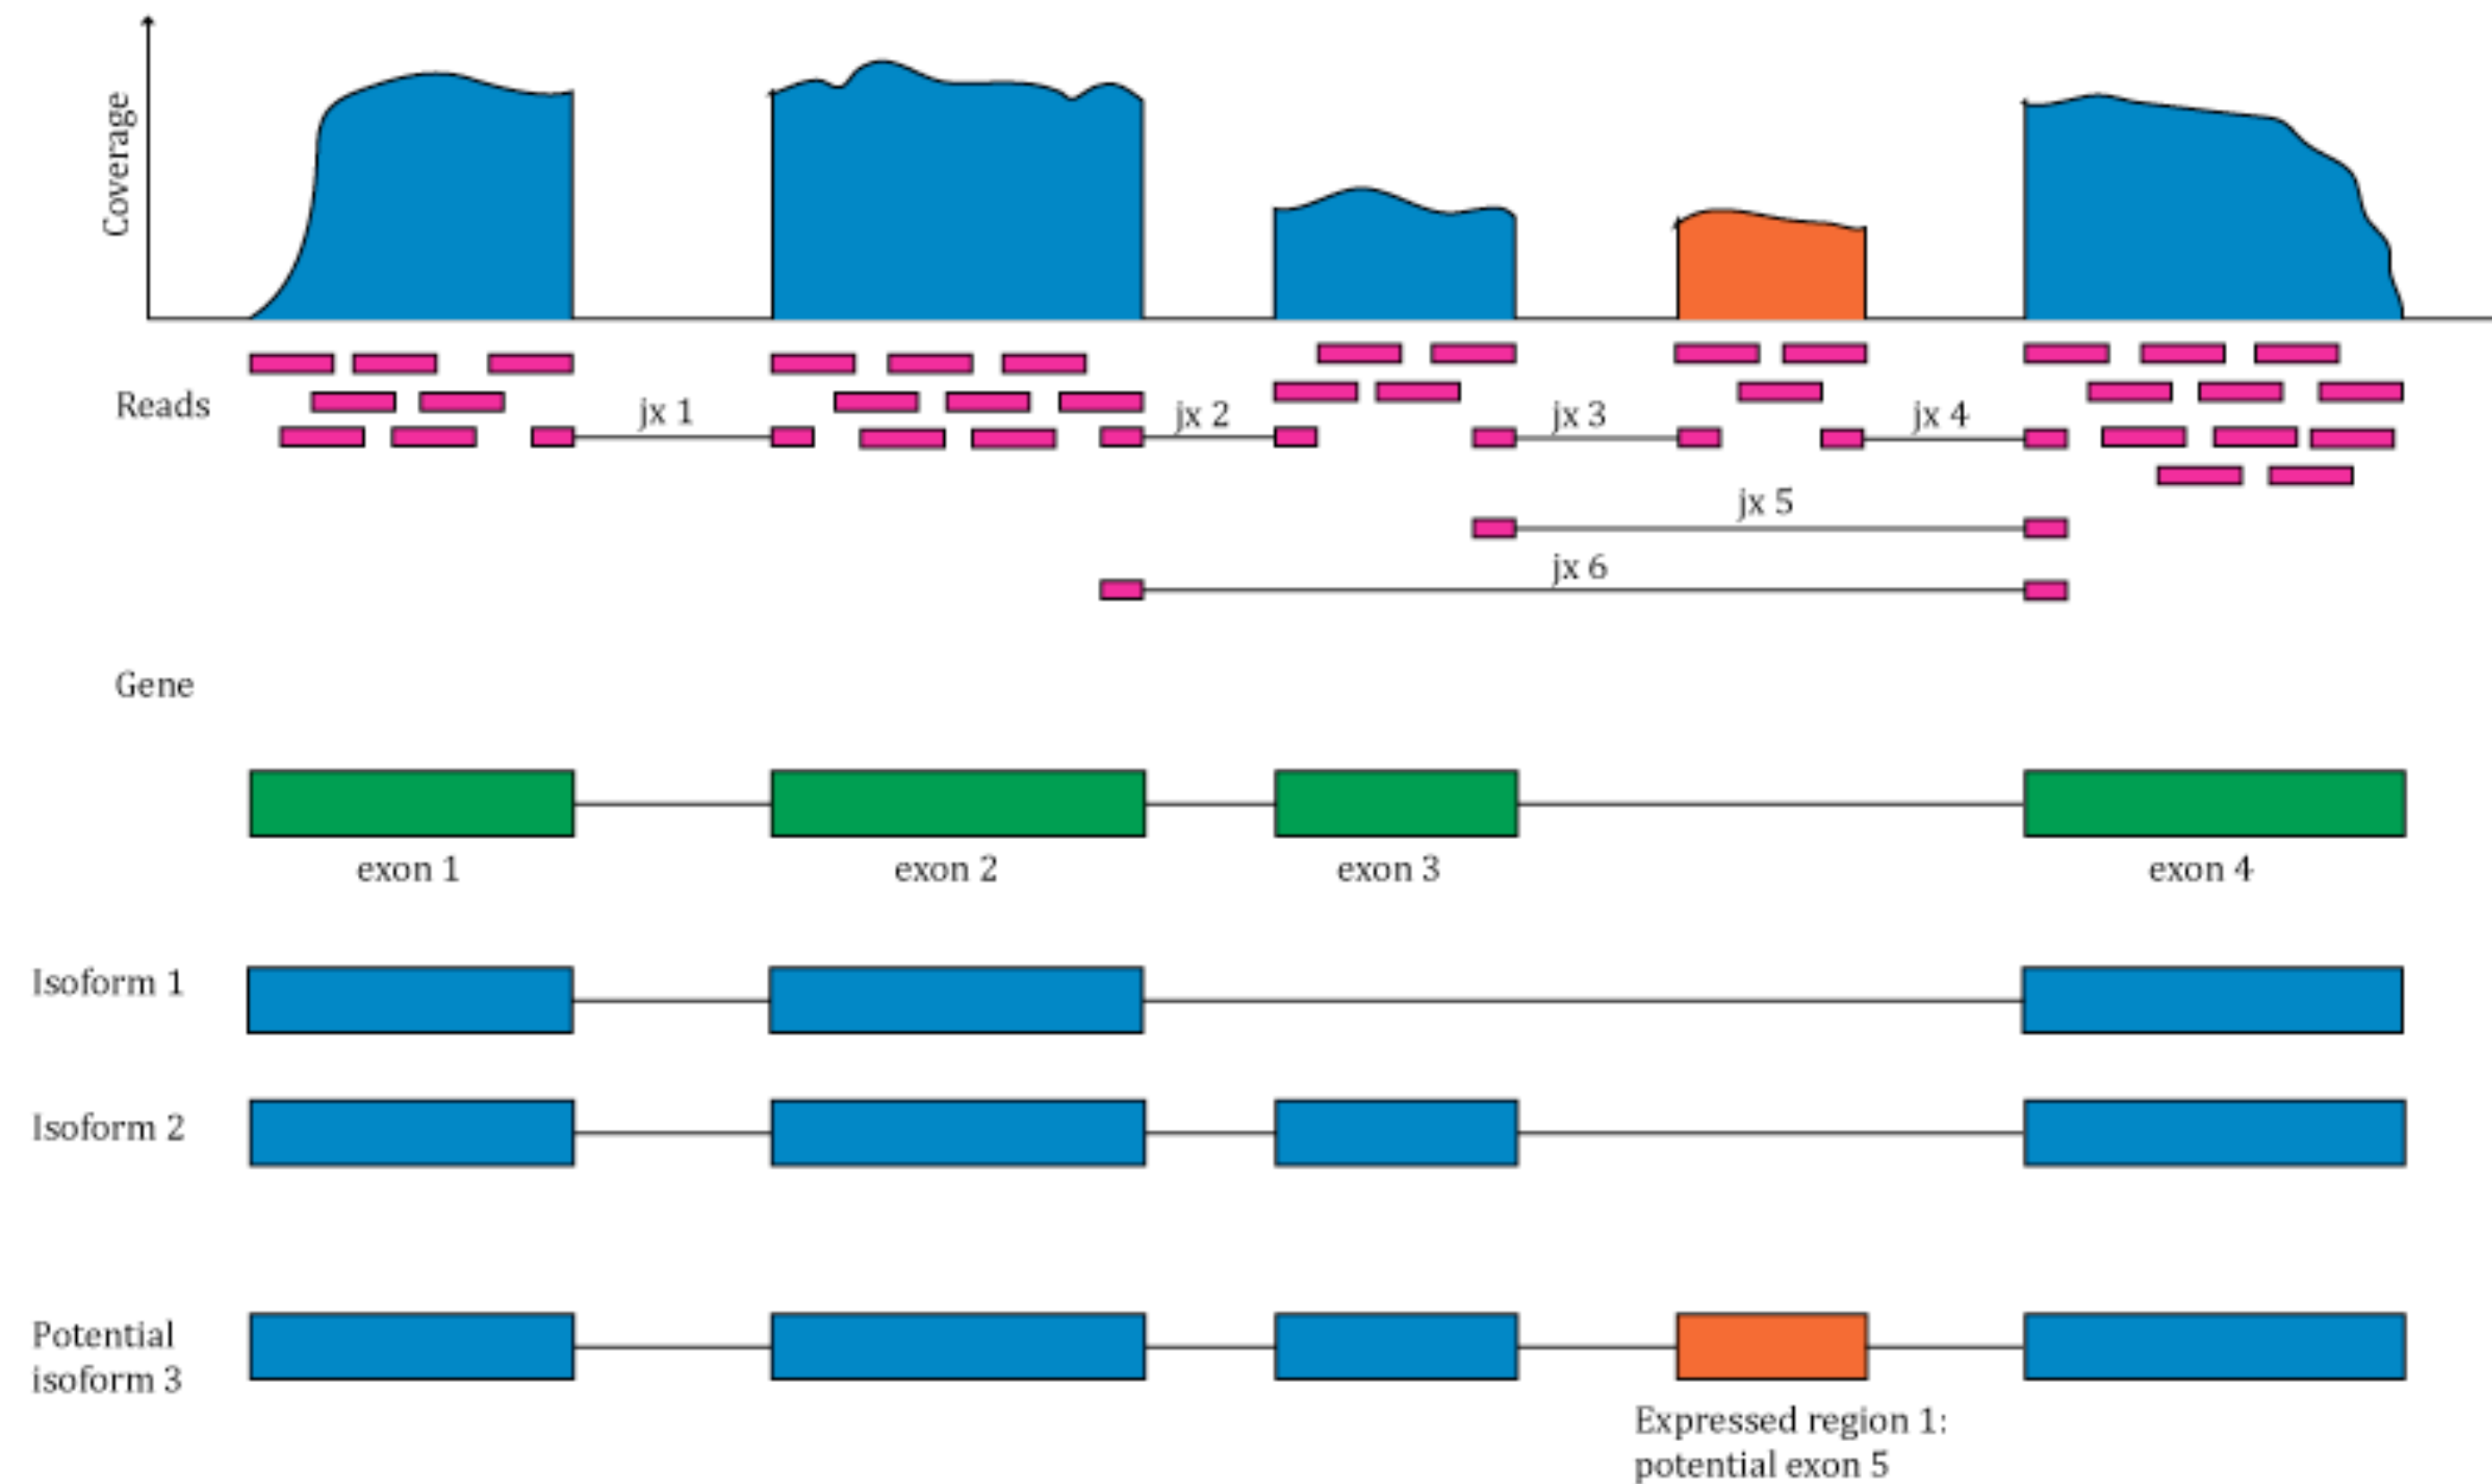 Coverage
Reads
jx 1
jx 2
jx 3
jx 4
jx 5
jx 6
Gene
exon 1
exon 2
exon 3
exon 4
Isoform 1
Isoform 2
Potential
isoform 3
Expressed region 1:
potential exon 5